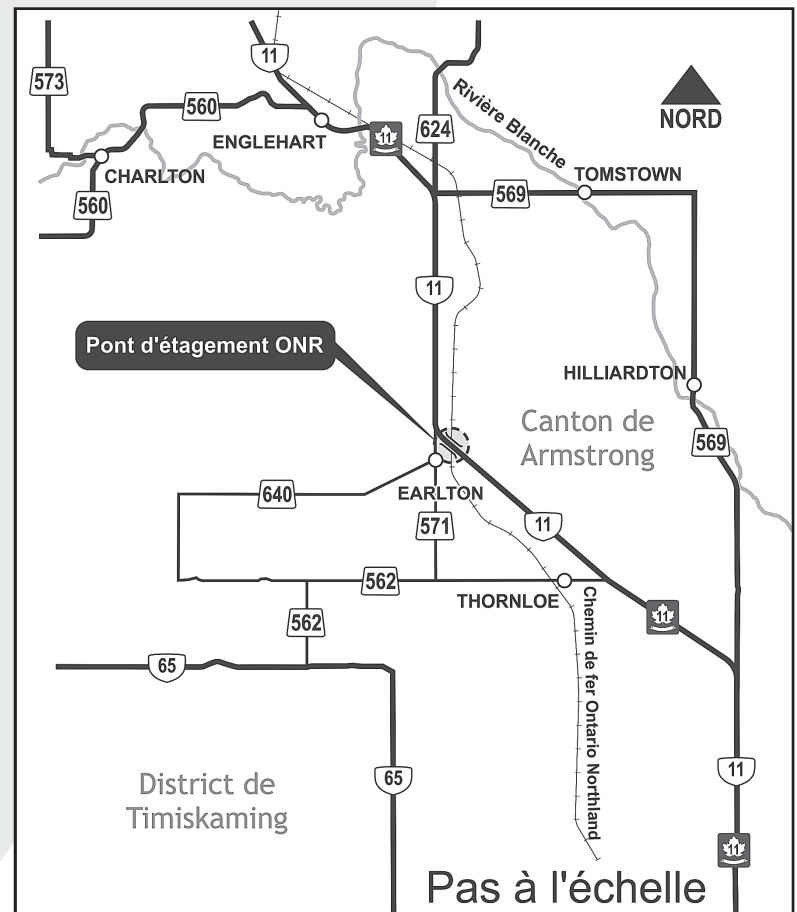 11
573
560
624
Rivière Blanche
NORD
ENGLEHART
11
CHARLTON
TOMSTOWN
569
560
11
Pont d'étagement ONR
HILLIARDTON
Canton de
Armstrong
569
EARLTON
640
571
11
562
THORNLOE
Chemin de fer Ontario Northland
562
11
65
District de
Timiskaming
65
11
11
Pas à l'échelle